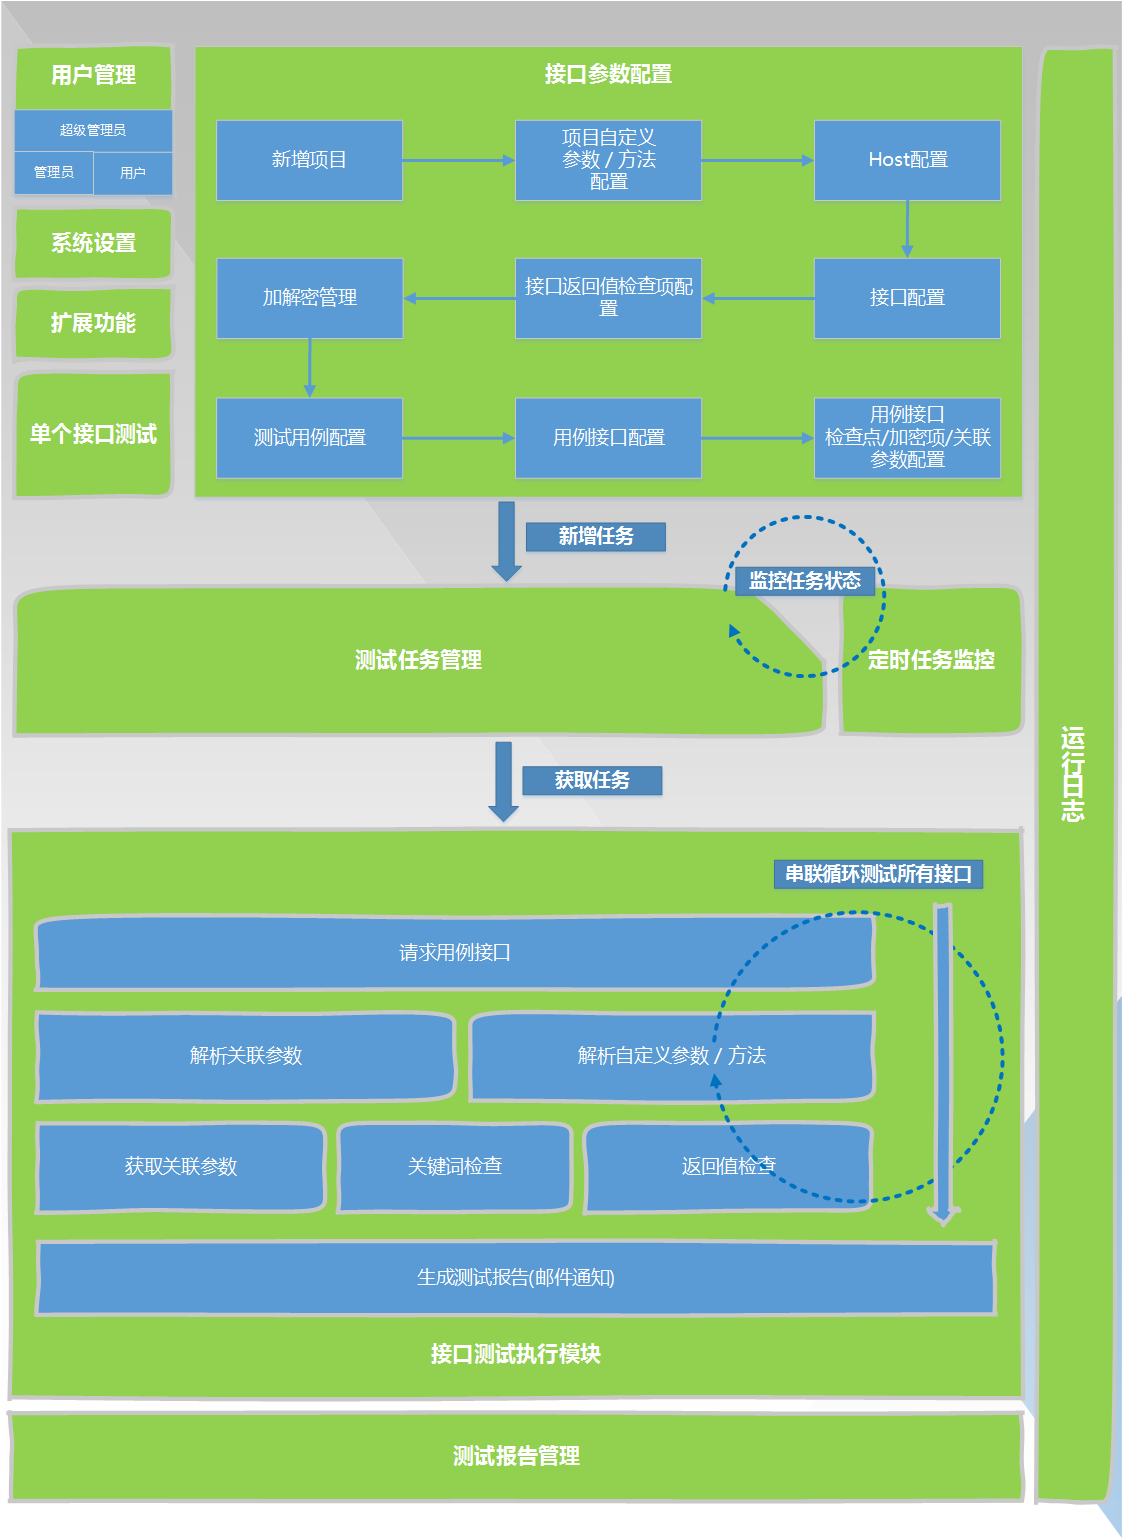 用户管理
超级管理员
管理员
用户
系统设置
扩展功能
单个接口测试
接口参数配置
新增项目
项目自定义
参数 / 方法
配置
Host配置
接口配置
接口返回值检查项配
置
加解密管理
测试用例配置
用例接口配置
用例接口
检查点/加密项/关联
参数配置
新增任务
监控任务状态
测试任务管理
定时任务监控
获取任务
串联循环测试所有接口
请求用例接口
解析关联参数
解析自定义参数 / 方法
获取关联参数
关键词检查
返回值检查
生成测试报告(邮件通知)
接口测试执行模块
测试报告管理
运行日志